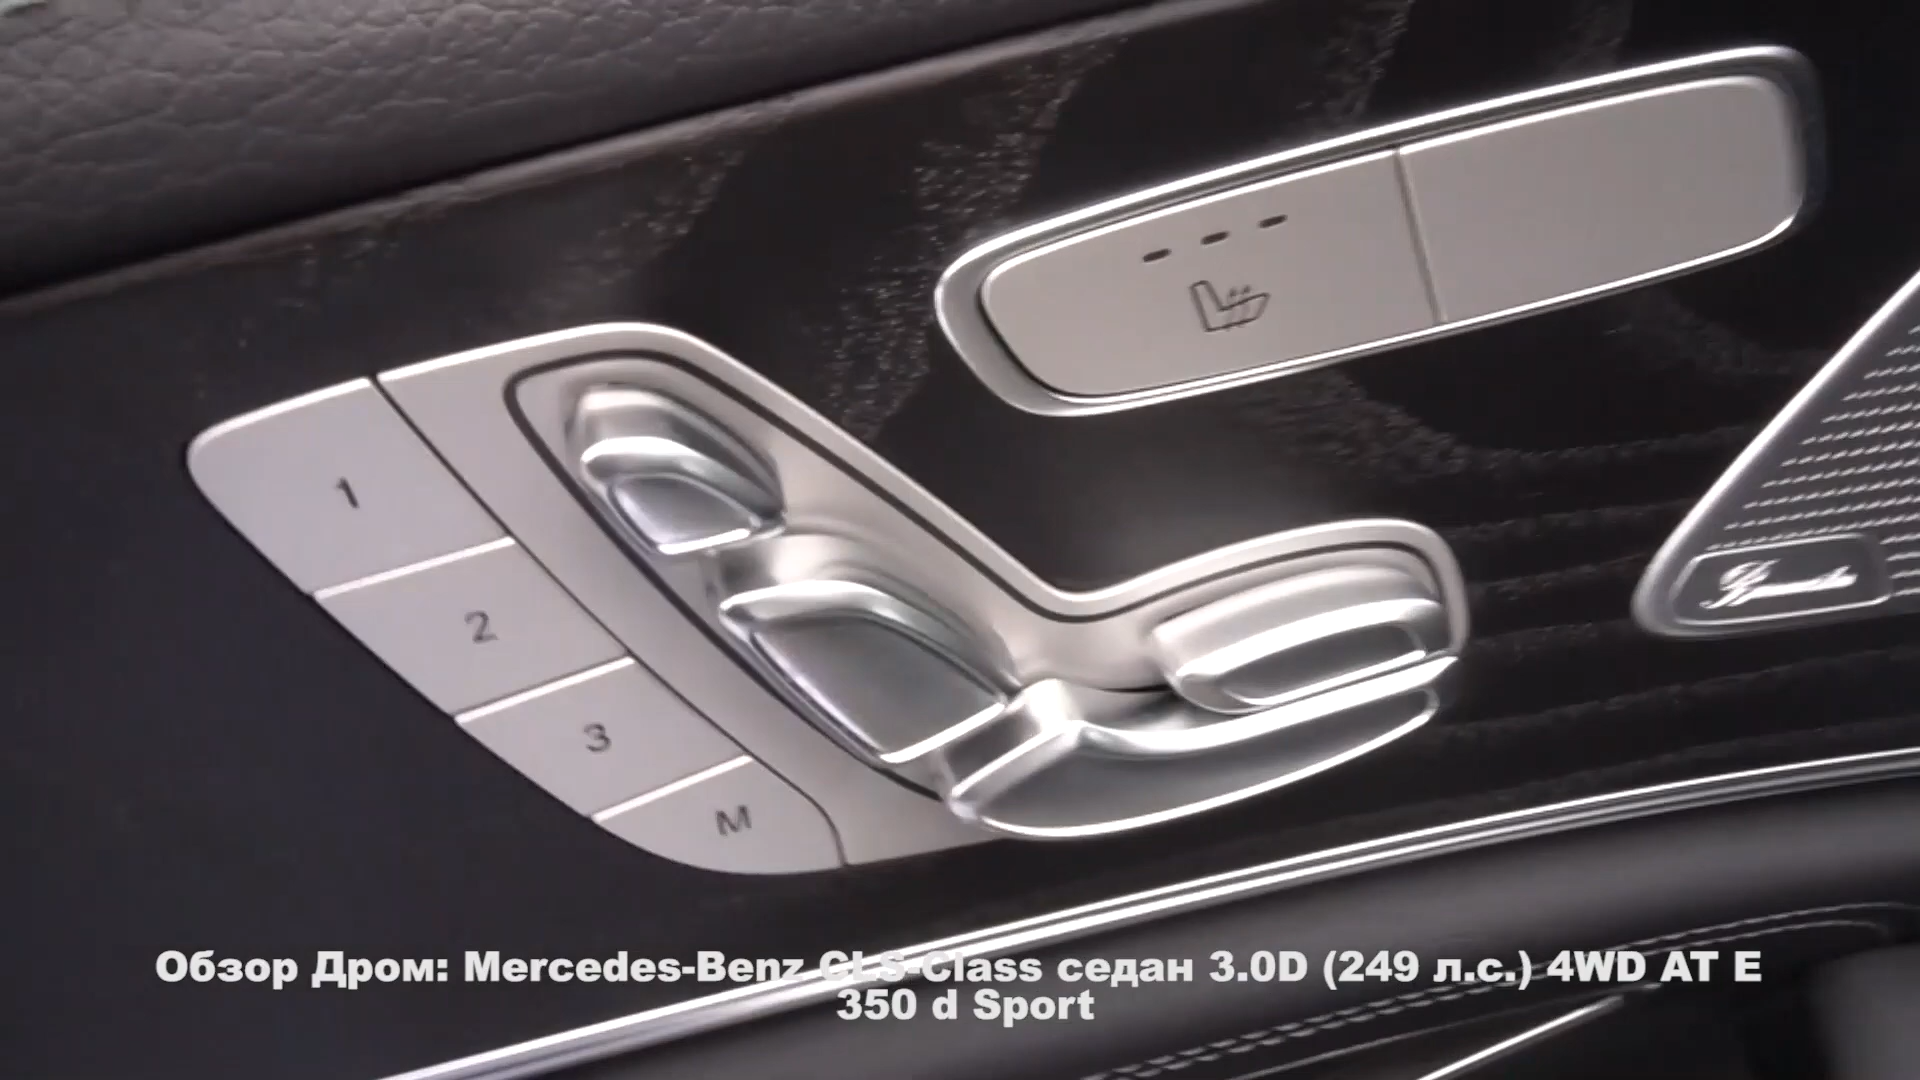 1
2
3
M
Обзор Дром: Mercedes-Benz CLS-Class седан 3.0D (249 л.с.) 4WD AT E
350 d Sport